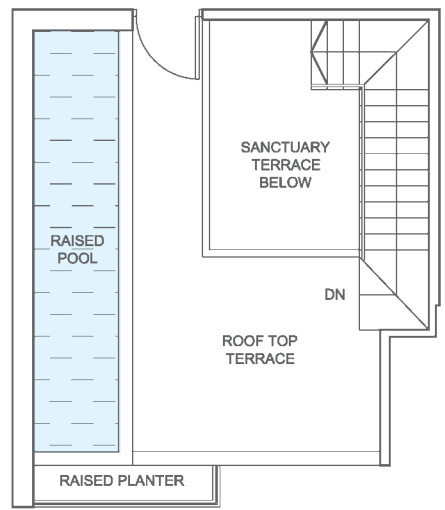 SANCTUARY
TERRACE
BELOW
RAISED
POOL
DN
ROOF TOP
TERRACE
RAISED PLANTER